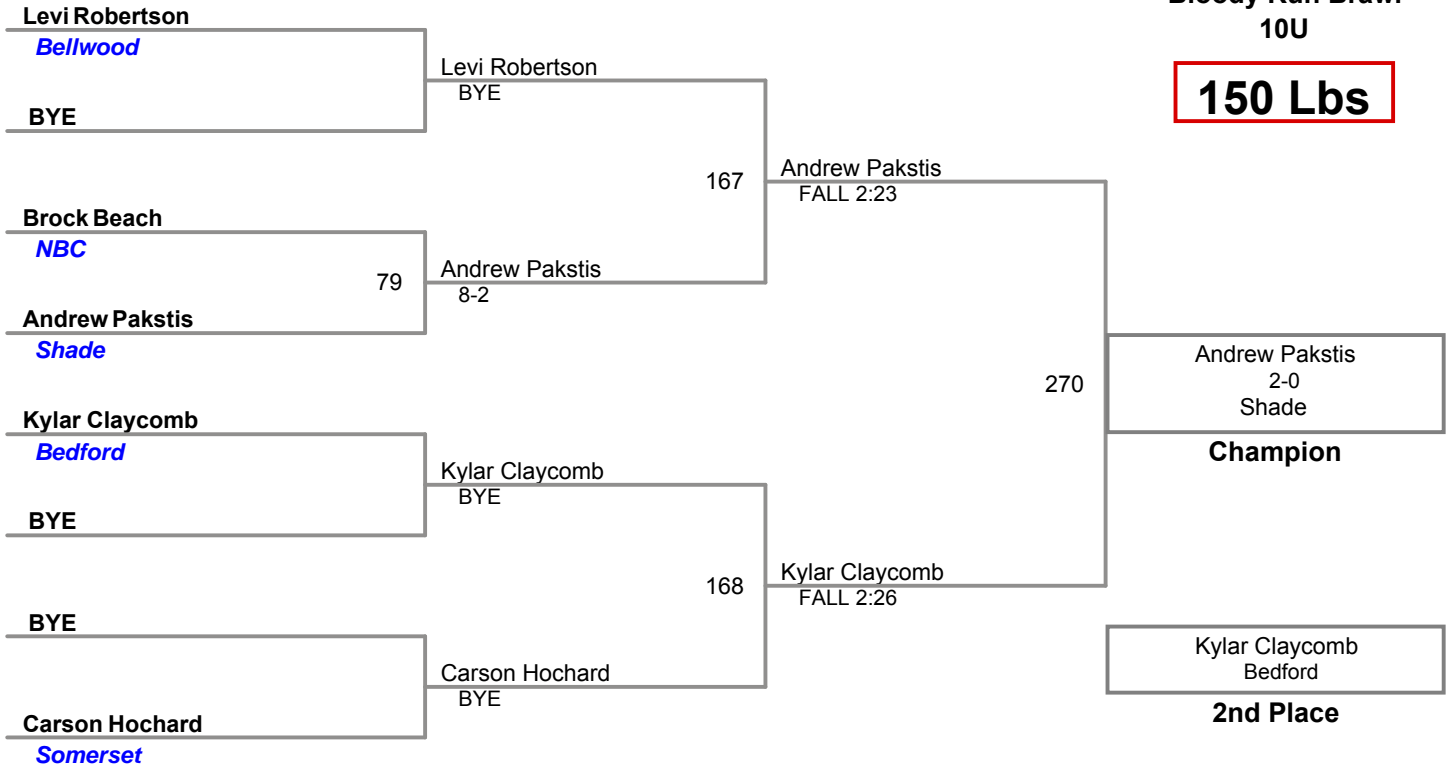 Levi Robertson
Bellwood
BYE
Brock Beach
NBC
Andrew Pakstis
Shade
Kylar Claycomb
Bedford
BYE
BYE
Carson Hochard
Somerset
Levi Robertson
BYE
79
Andrew Pakstis
8-2
Kylar Claycomb
BYE
Carson Hochard
BYE
167
Andrew Pakstis
FALL 2:23
168
Kylar Claycomb
FALL 2:26
Bloody Run Brawl
10U
150 Lbs
270
Andrew Pakstis
2-0
Shade
Champion
Kylar Claycomb
Bedford
2nd Place